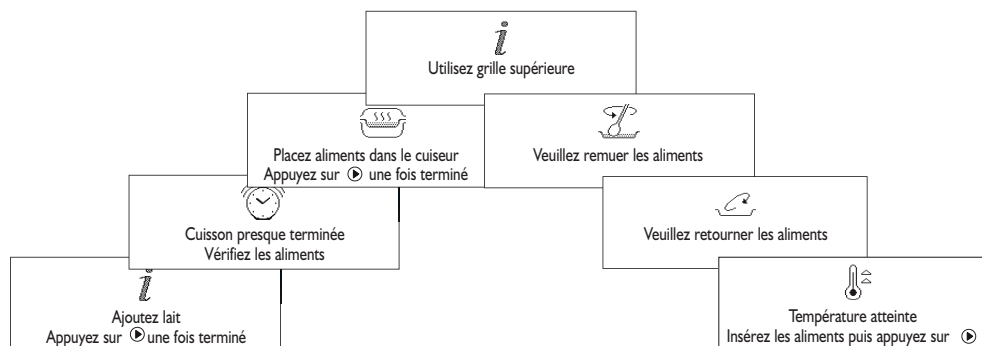 Utilisez grille supérieure
Placez aliments dans le cuiseur
Appuyez sur une fois terminé
Veuillez remuer les aliments
Cuisson presque terminée
Vérifiez les aliments
Veuillez retourner les aliments
Ajoutez lait
Appuyez sur une fois terminé
Température atteinte
Insérez les aliments puis appuyez sur